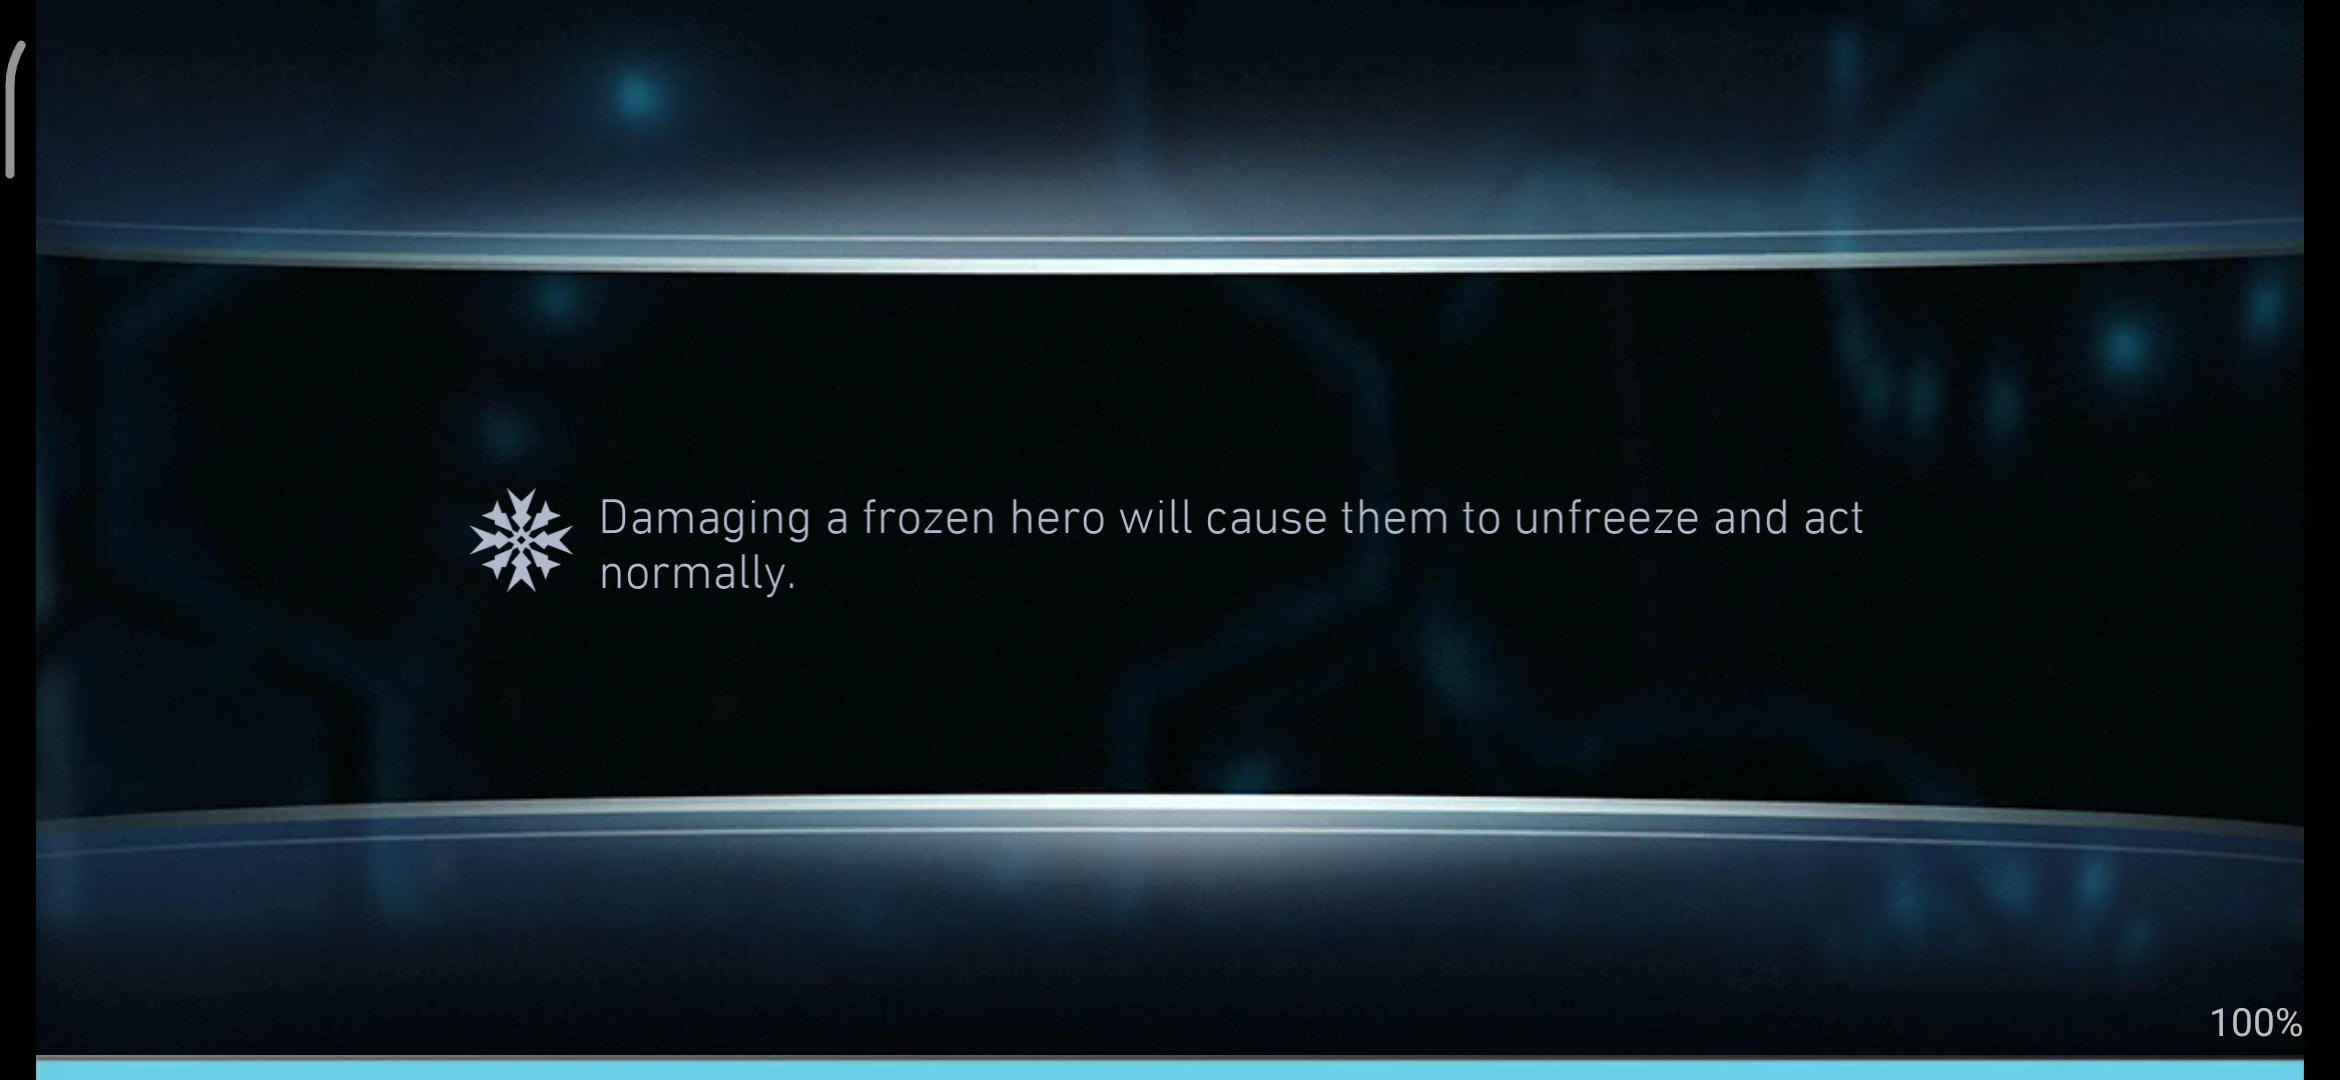 Damaging a frozen hero will cause them to unfreeze and act
normally.
100%